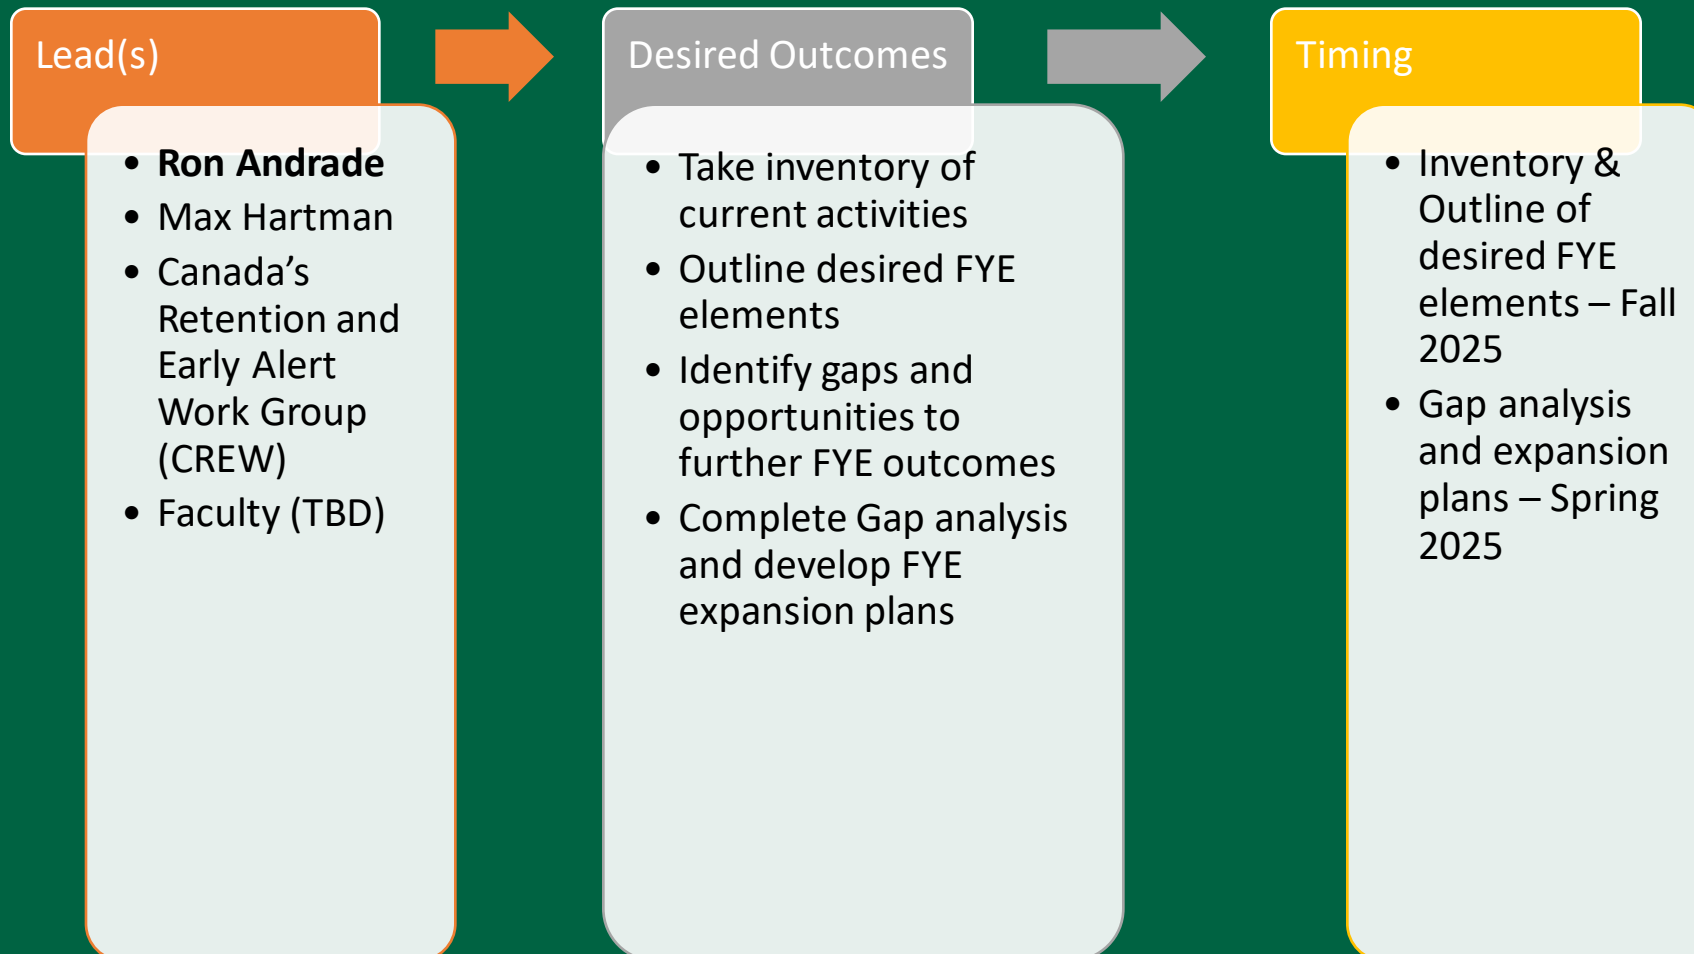 Lead(s)
• Ron Andrade
• Max Hartman
• Canada’s
Retention and
Early Alert
Work Group
(CREW)
• Faculty (TBD)
Desired Outcomes
• Take inventory of
current activities
• Outline desired FYE
elements
• Identify gaps and
opportunities to
further FYE outcomes
• Complete Gap analysis
and develop FYE
expansion plans
Timing
• Inventory &
Outline of
desired FYE
elements – Fall
2025
• Gap analysis
and expansion
plans – Spring
2025